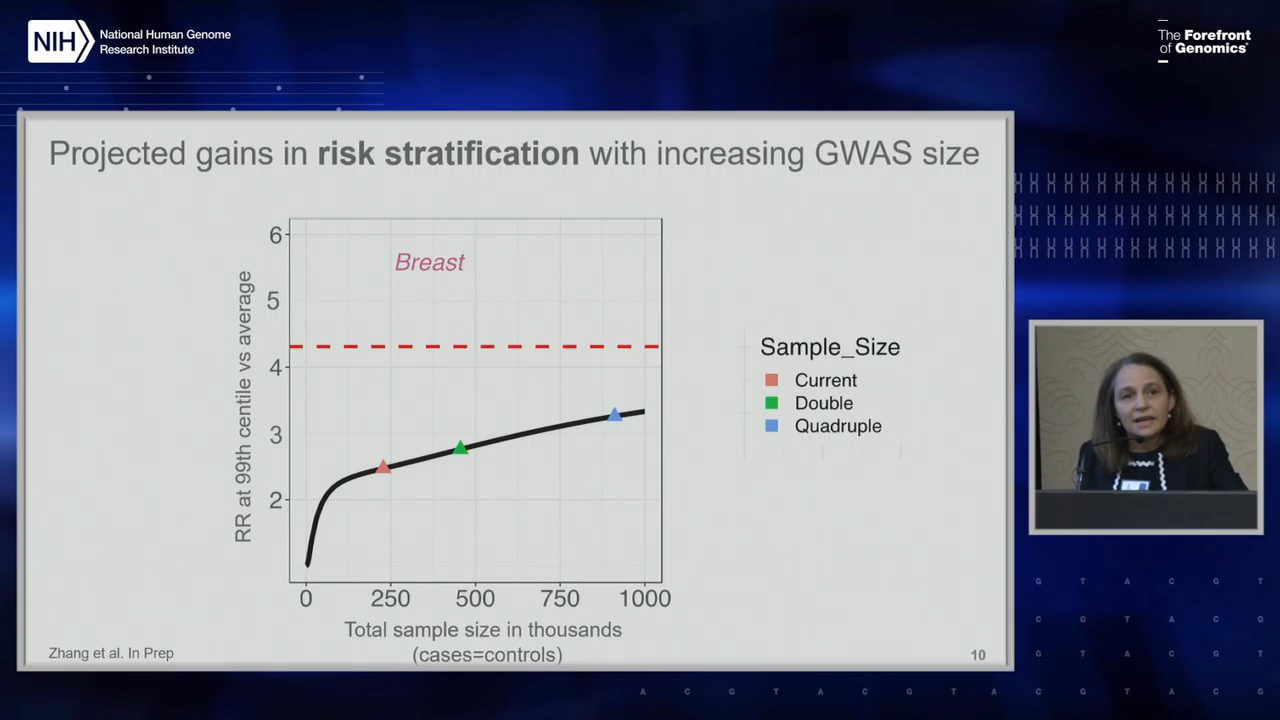 NIH
National Human Genome
Research Institute
The Forefront
of Genomics®
Projected gains in risk stratification with increasing GWAS size
Breast
RR at 99th centile vs average
6
5
4
3
2
0 250 500 750 1000
Total sample size in thousands
(cases=controls)
Sample_Size
Current
Double
Quadruple
Zhang et al. In Prep
10
G T A C G T
G T A C G T
G T A C G T
A C G T A C G T A C G T A C G